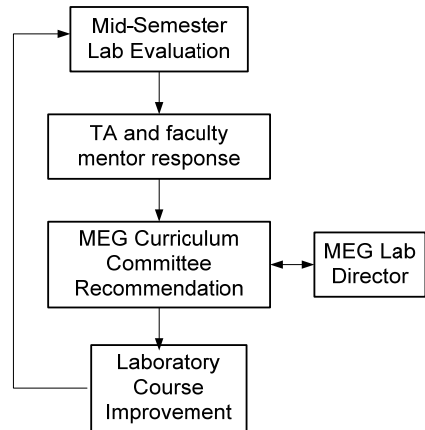 Mid-Semester
Lab Evaluation
TA and faculty
mentor response
MEG Curriculum
Committee
Recommendation
MEG Lab
Director
Laboratory
Course
Improvement